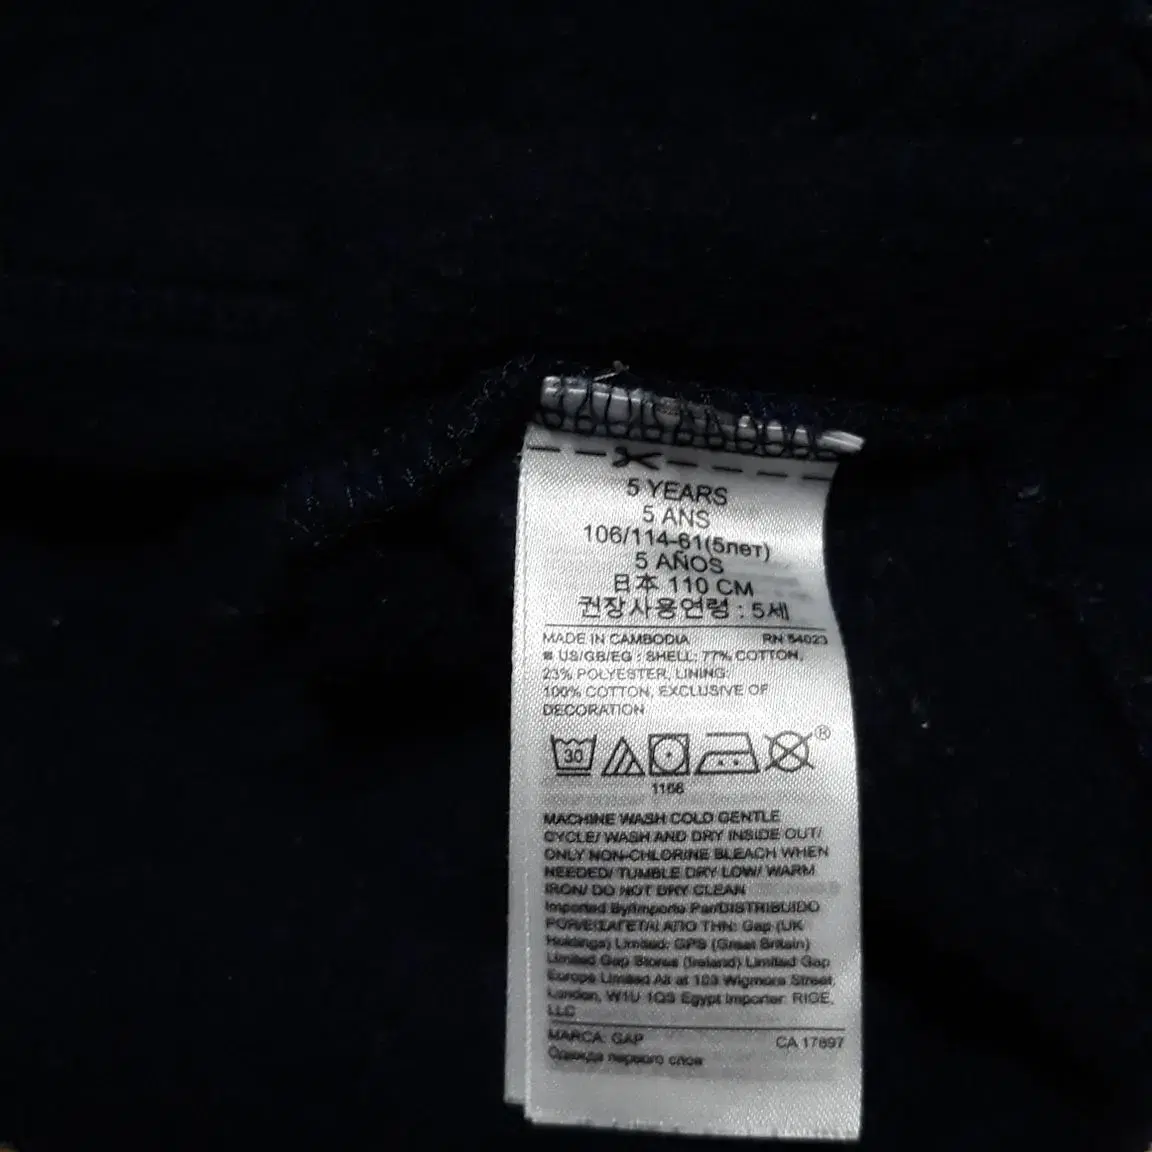 5 YEARS
5 ANS
106/114-61(5лет)
5 AÑOS
日本 110 CM
권장사용연령 : 5세
MADE IN CAMBODIA RN 54023
US/GB/EG : SHELL: 77% COTTON,
23% POLYESTER, LINING:
100% COTTON, EXCLUSIVE OF
DECORATION
30
®
1166
MACHINE WASH COLD GENTLE
CYCLE/ WASH AND DRY INSIDE OUT/
ONLY NON-CHLORINE BLEACH WHEN
NEEDED/ TUMBLE DRY LOW/ WARM
IRON/ DO NOT DRY CLEAN
Imported By/Importe Par/DISTRIBUIDO
POR/ΕΙΣΑΓΕΤΑΙ ΑΠΟ ΤΗΝ: Gap (UK
Holdings) Limited; GPS (Great Britain)
Limited Gap Stores (Ireland) Limited Gap
Europe Limited All at 103 Wigmore Street,
London, W1U 1QS Egypt Importer: RIGE,
LLC
MARCA: GAP CA 17897
Одежда первого слоя